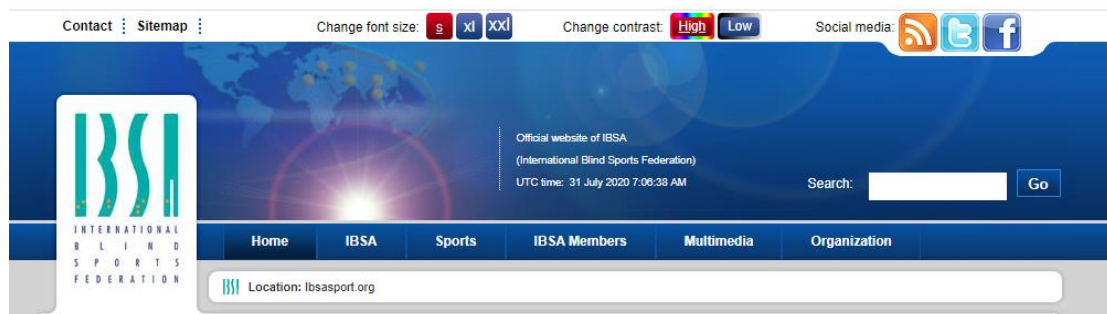 Contact Sitemap Change font size: s xl xxl Change contrast: High Low Social media:
IBSA
INTERNATIONAL
BLIND
SPORTS
FEDERATION
Official website of IBSA
(International Blind Sports Federation)
UTC time: 31 July 2020 7:06:38 AM
Search: Go
Home IBSA Sports IBSA Members Multimedia Organization
IBSA Location: Ibsasport.org